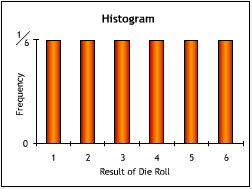 Histogram
1/6
Frequency
0
1 2 3 4 5 6
Result of Die Roll